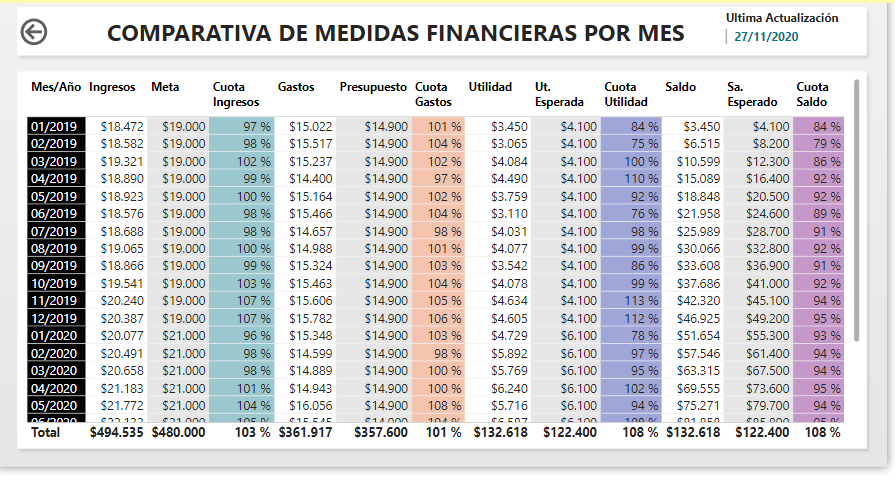 COMPARATIVA DE MEDIDAS FINANCIERAS POR MES
Ultima Actualización
27/11/2020
Mes/Año Ingresos Meta Cuota Ingresos Gastos Presupuesto Cuota Gastos Utilidad Ut. Esperada Cuota Utilidad Saldo Sa. Esperado Cuota Saldo
01/2019 $18.472 $19.000 97 % $15.022 $14.900 101 % $3.450 $4.100 84 % $3.450 $4.100 84 %
02/2019 $18.582 $19.000 98 % $15.517 $14.900 104 % $3.065 $4.100 75 % $6.515 $8.200 79 %
03/2019 $19.321 $19.000 102 % $15.237 $14.900 102 % $4.084 $4.100 100 % $10.599 $12.300 86 %
04/2019 $18.890 $19.000 99 % $14.400 $14.900 97 % $4.490 $4.100 110 % $15.089 $16.400 92 %
05/2019 $18.923 $19.000 100 % $15.164 $14.900 102 % $3.759 $4.100 92 % $18.848 $20.500 92 %
06/2019 $18.576 $19.000 98 % $15.466 $14.900 104 % $3.110 $4.100 76 % $21.958 $24.600 89 %
07/2019 $18.688 $19.000 98 % $14.657 $14.900 98 % $4.031 $4.100 98 % $25.989 $28.700 91 %
08/2019 $19.065 $19.000 100 % $14.988 $14.900 101 % $4.077 $4.100 99 % $30.066 $32.800 92 %
09/2019 $18.866 $19.000 99 % $15.324 $14.900 103 % $3.542 $4.100 86 % $33.608 $36.900 91 %
10/2019 $19.541 $19.000 103 % $15.463 $14.900 104 % $4.078 $4.100 99 % $37.686 $41.000 92 %
11/2019 $20.240 $19.000 107 % $15.606 $14.900 105 % $4.634 $4.100 113 % $42.320 $45.100 94 %
12/2019 $20.387 $19.000 107 % $15.782 $14.900 106 % $4.605 $4.100 112 % $46.925 $49.200 95 %
01/2020 $20.077 $21.000 96 % $15.348 $14.900 103 % $4.729 $6.100 78 % $51.654 $55.300 93 %
02/2020 $20.491 $21.000 98 % $14.599 $14.900 98 % $5.892 $6.100 97 % $57.546 $61.400 94 %
03/2020 $20.658 $21.000 98 % $14.889 $14.900 100 % $5.769 $6.100 95 % $63.315 $67.500 94 %
04/2020 $21.183 $21.000 101 % $14.943 $14.900 100 % $6.240 $6.100 102 % $69.555 $73.600 95 %
05/2020 $21.772 $21.000 104 % $16.056 $14.900 108 % $5.716 $6.100 94 % $75.271 $79.700 94 %
Total $494.535 $480.000 103 % $361.917 $357.600 101 % $132.618 $122.400 108 % $132.618 $122.400 108 %